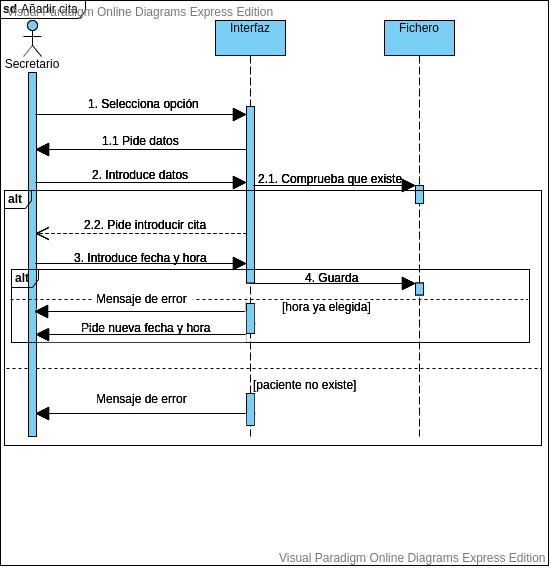 sd Añadir cita
Visual Paradigm Online Diagrams Express Edition
Interfaz
Fichero
Secretario
1. Selecciona opción
1.1 Pide datos
2. Introduce datos
2.1. Comprueba que existe
alt
2.2. Pide introducir cita
3. Introduce fecha y hora
alt
4. Guarda
Mensaje de error
[hora ya elegida]
Pide nueva fecha y hora
[paciente no existe]
Mensaje de error
Visual Paradigm Online Diagrams Express Edition